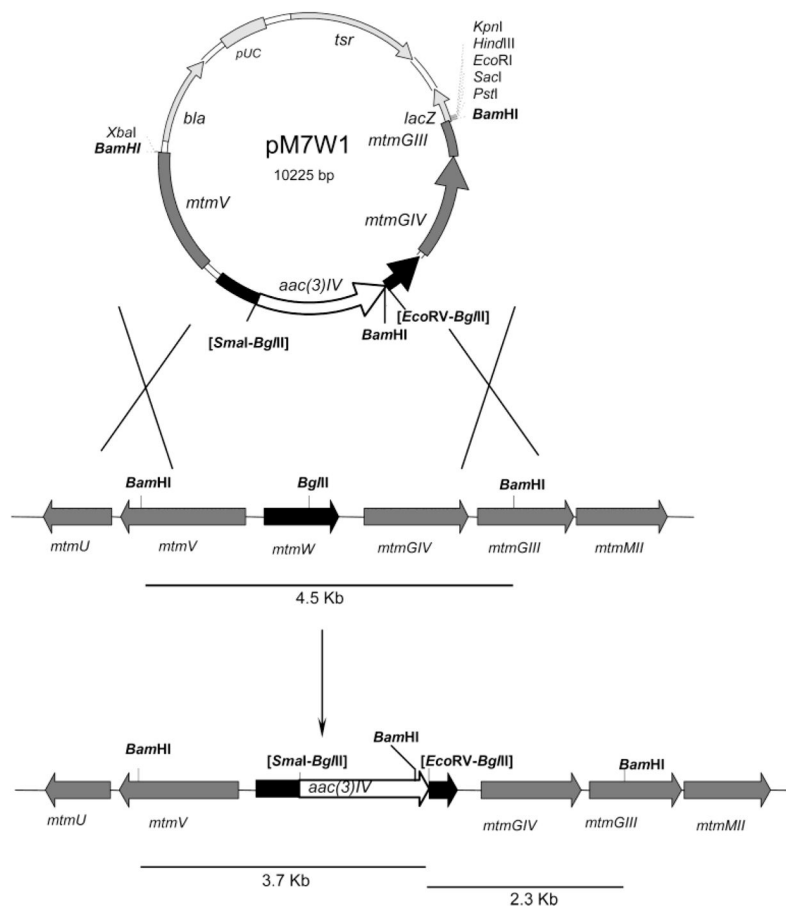 tsr
pUC
KpnI
HindIII
EcoRI
SacI
PstI
BamHI
bla
lacZ
XbaI
BamHI
pM7W1
10225 bp
mtmGIII
mtmV
mtmGIV
aac(3)IV
[SmaI-BglII]
BamHI
[EcoRV-BglII]
BamHI
BglII
BamHI
mtmU
mtmV
mtmW
mtmGIV
mtmGIII
mtmMII
4.5 Kb
BamHI
[SmaI-BglII]
BamHI
[EcoRV-BglII]
BamHI
aac(3)IV
mtmU
mtmV
mtmGIV
mtmGIII
mtmMII
3.7 Kb
2.3 Kb